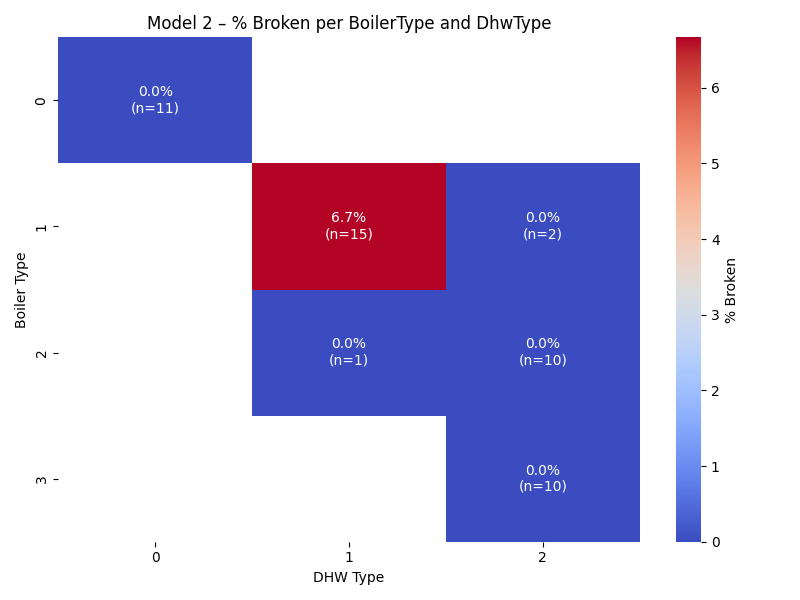 Model 2 – % Broken per BoilerType and DhwType
0.0%
(n=11)
6.7%
(n=15)
0.0%
(n=2)
0.0%
(n=1)
0.0%
(n=10)
0.0%
(n=10)
0
1
2
3
Boiler Type
0
1
2
DHW Type
6
5
4
3
2
1
0
% Broken